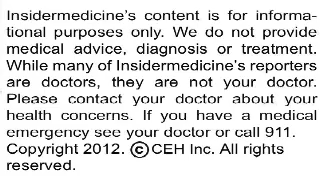 Insidermedicine's content is for informa-
tional purposes only. We do not provide
medical advice, diagnosis or treatment.
While many of Insidermedicine's reporters
are doctors, they are not your doctor.
Please contact your doctor about your
health concerns. If you have a medical
emergency see your doctor or call 911.
Copyright 2012. ©CEH Inc. All rights
reserved.